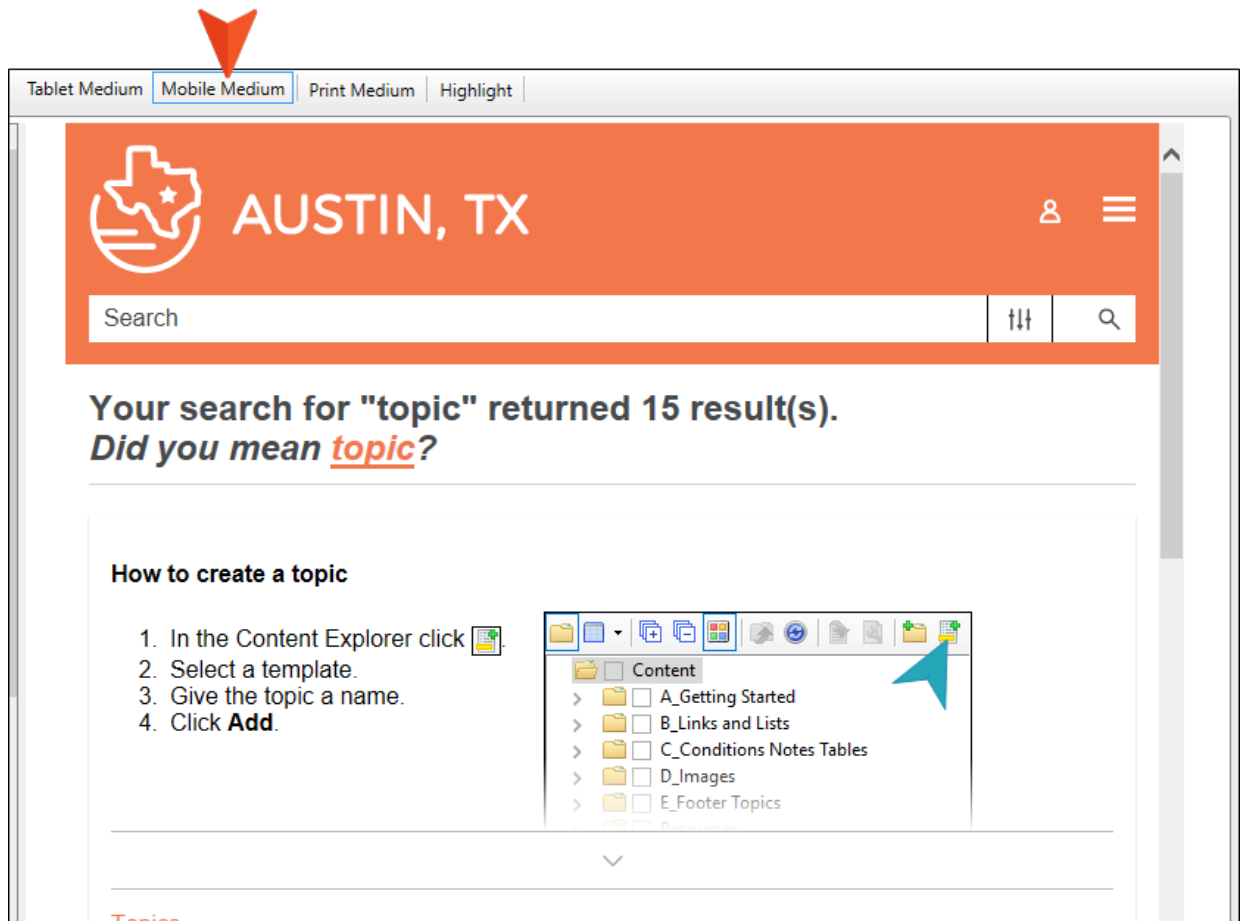 Tablet Medium Mobile Medium Print Medium Highlight
AUSTIN, TX
Search
Your search for "topic" returned 15 result(s).
Did you mean topic?
How to create a topic
1. In the Content Explorer click .
2. Select a template.
3. Give the topic a name.
4. Click Add.
Content
A_Getting Started
B_Links and Lists
C_Conditions Notes Tables
D_Images
E_Footer Topics
Resources
Topics